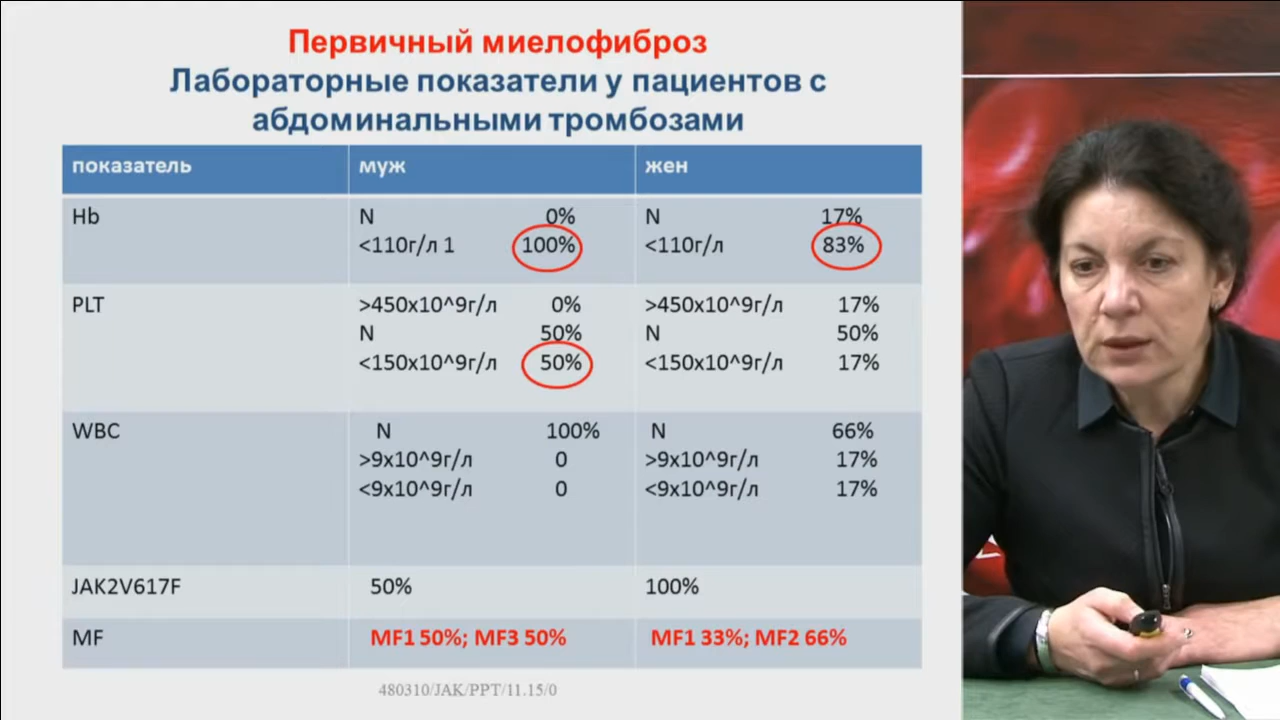 Первичный миелофиброз
Лабораторные показатели у пациентов с
абдоминальными тромбозами
показатель муж жен
Hb N 0% N 17%
<110г/л 1 100% <110г/л 83%
PLT >450x10^9г/л 0% >450x10^9г/л 17%
N 50% N 50%
<150x10^9г/л 50% <150x10^9г/л 17%
WBC N 100% N 66%
>9x10^9г/л 0 >9x10^9г/л 17%
<9x10^9г/л 0 <9x10^9г/л 17%
JAK2V617F 50% 100%
MF MF1 50%; MF3 50% MF1 33%; MF2 66%
480310/JAK/PPT/11.15/0